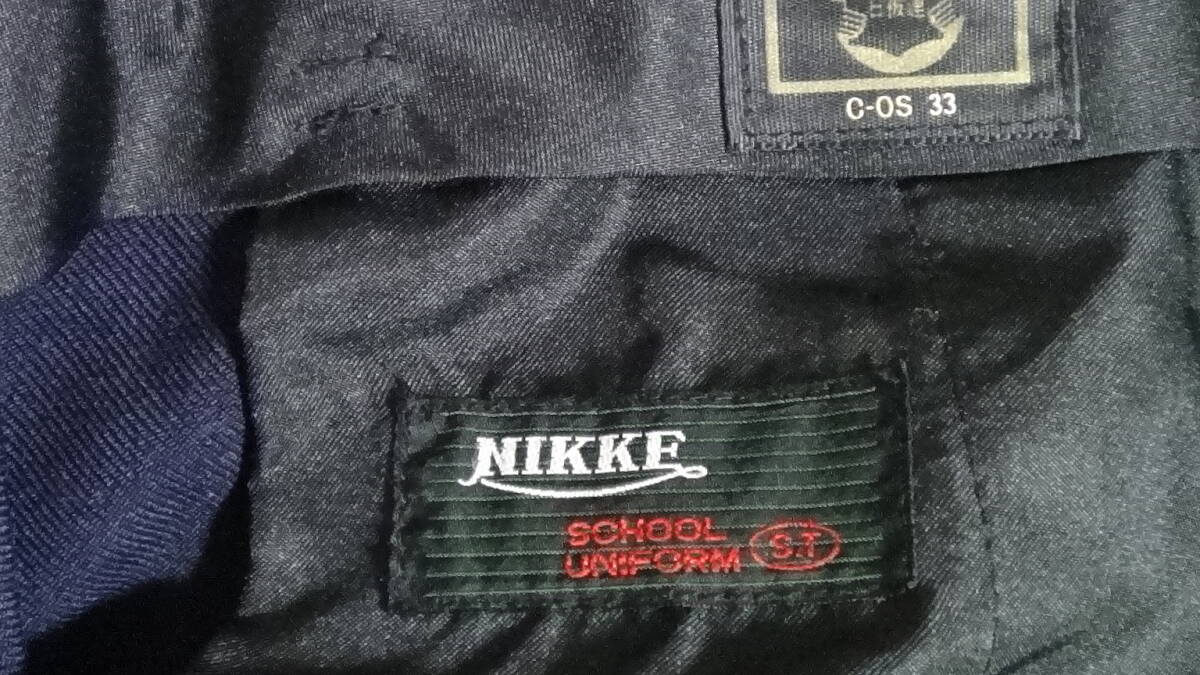 C-OS 33
NIKKE
SCHOOL
UNIFORM
S.T